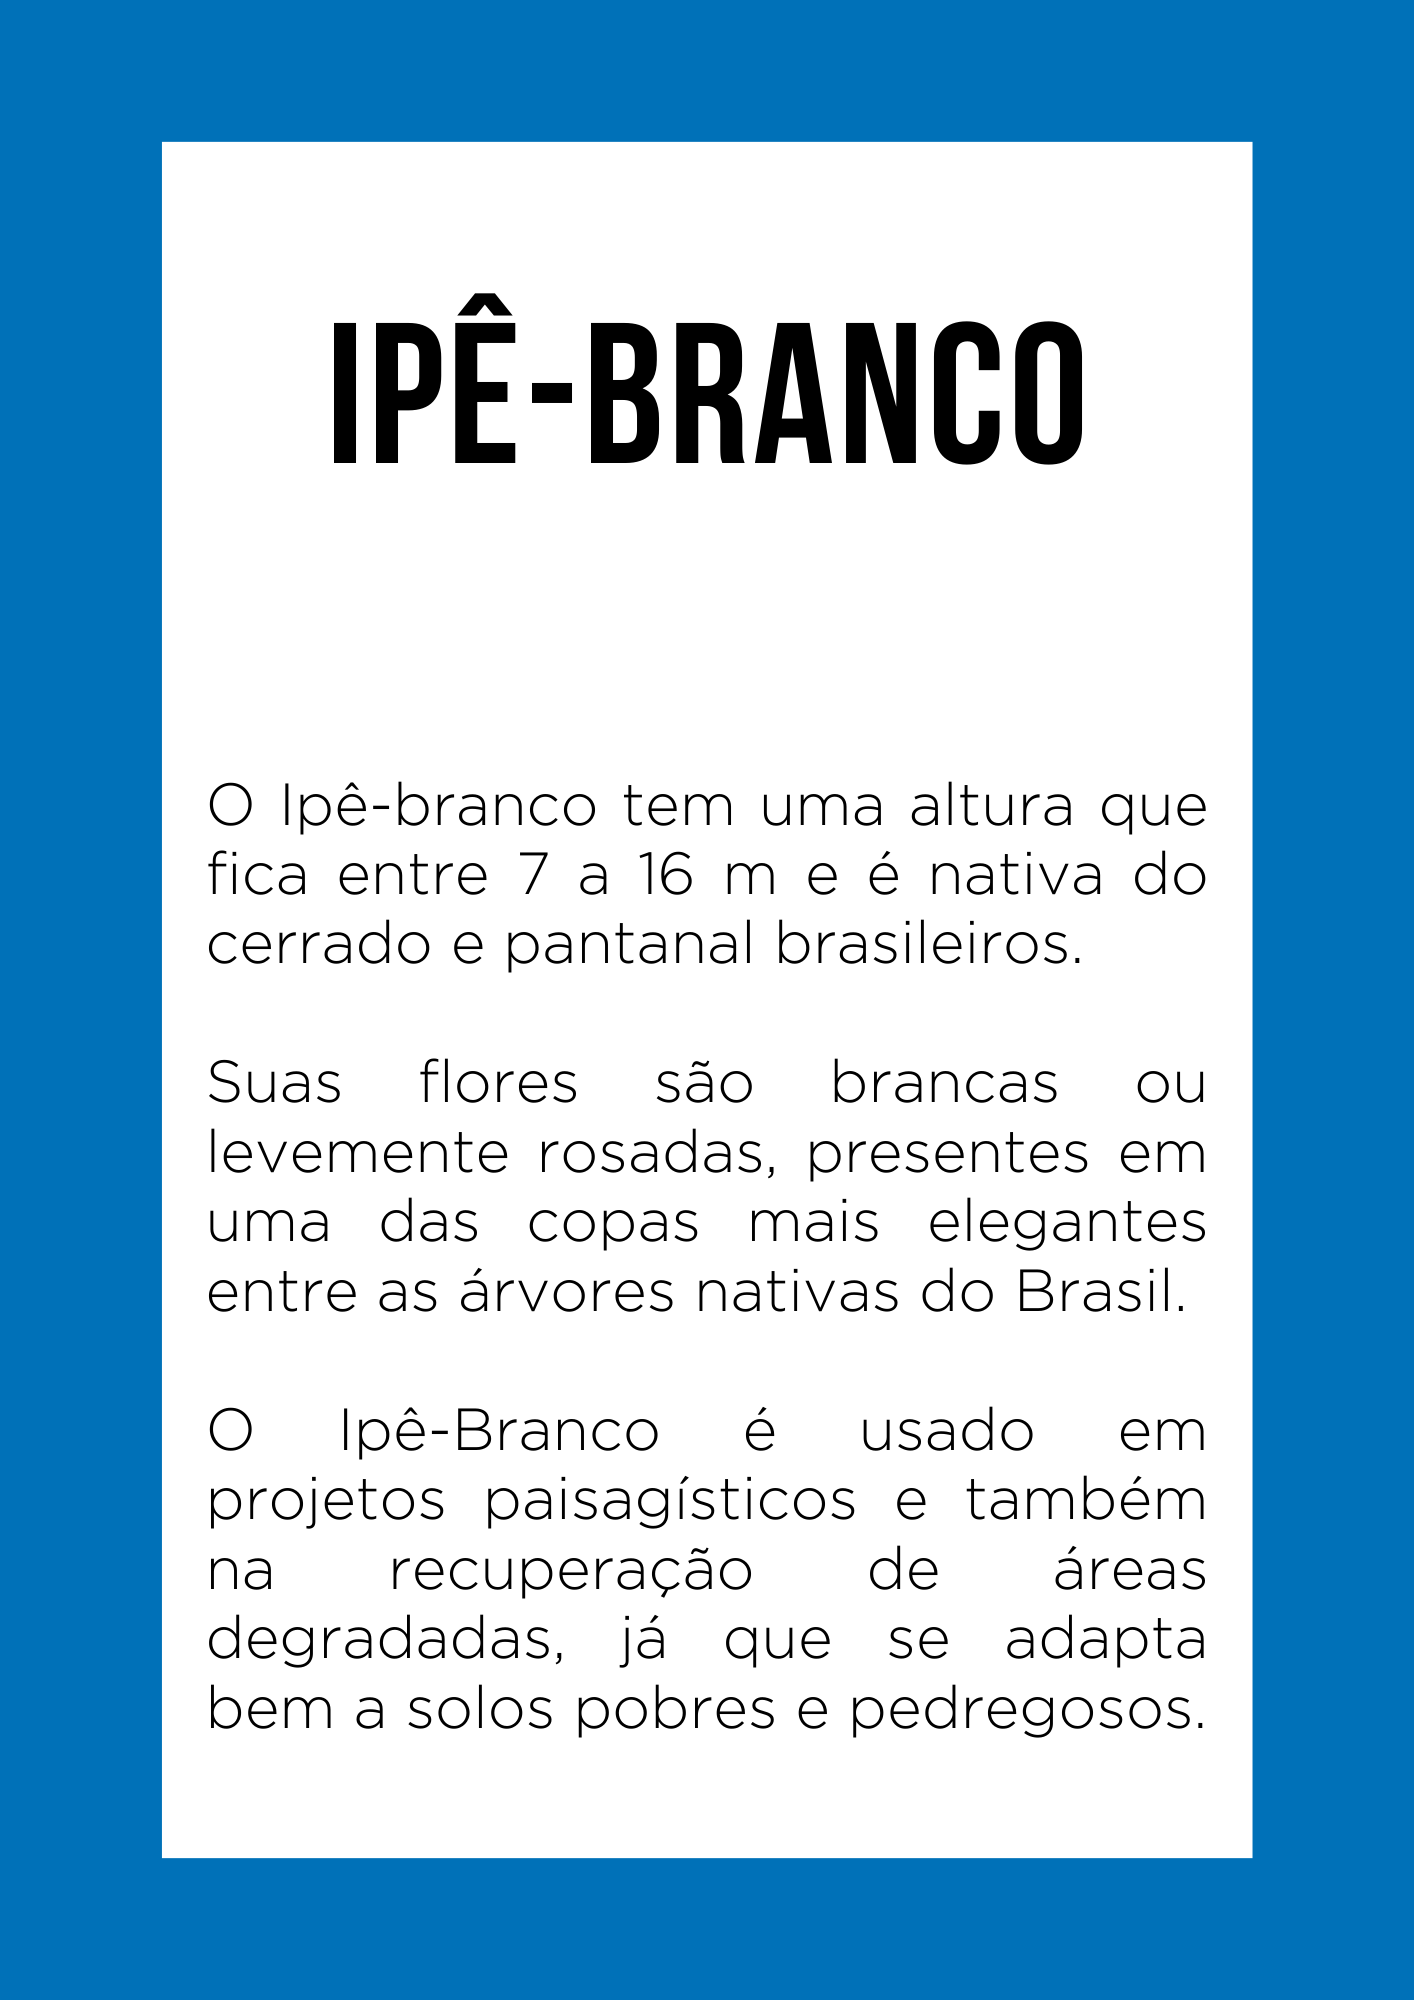 IPÊ-BRANCO
O Ipê-branco tem uma altura que
fica entre 7 a 16 m e é nativa do
cerrado e pantanal brasileiros.
Suas flores são brancas ou
levemente rosadas, presentes em
uma das copas mais elegantes
entre as árvores nativas do Brasil.
O Ipê-Branco é usado em
projetos paisagísticos e também
na recuperação de áreas
degradadas, já que se adapta
bem a solos pobres e pedregosos.